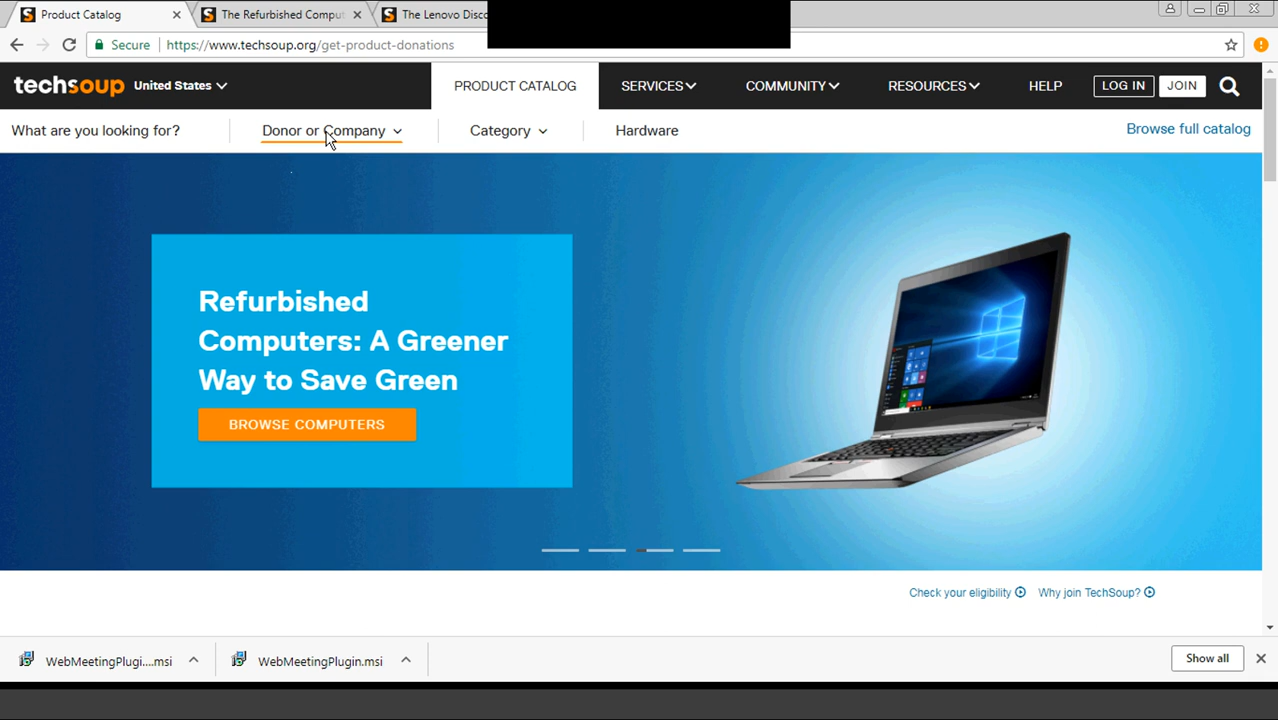 Product Catalog
The Refurbished Comput
The Lenovo Disco
Secure
https://www.techsoup.org/get-product-donations
techsoup
United States
PRODUCT CATALOG
SERVICES
COMMUNITY
RESOURCES
HELP
LOG IN
JOIN
What are you looking for?
Donor or Company
Category
Hardware
Browse full catalog
Refurbished
Computers: A Greener
Way to Save Green
BROWSE COMPUTERS
Check your eligibility
Why join TechSoup?
WebMeetingPlugi....msi
WebMeetingPlugin.msi
Show all